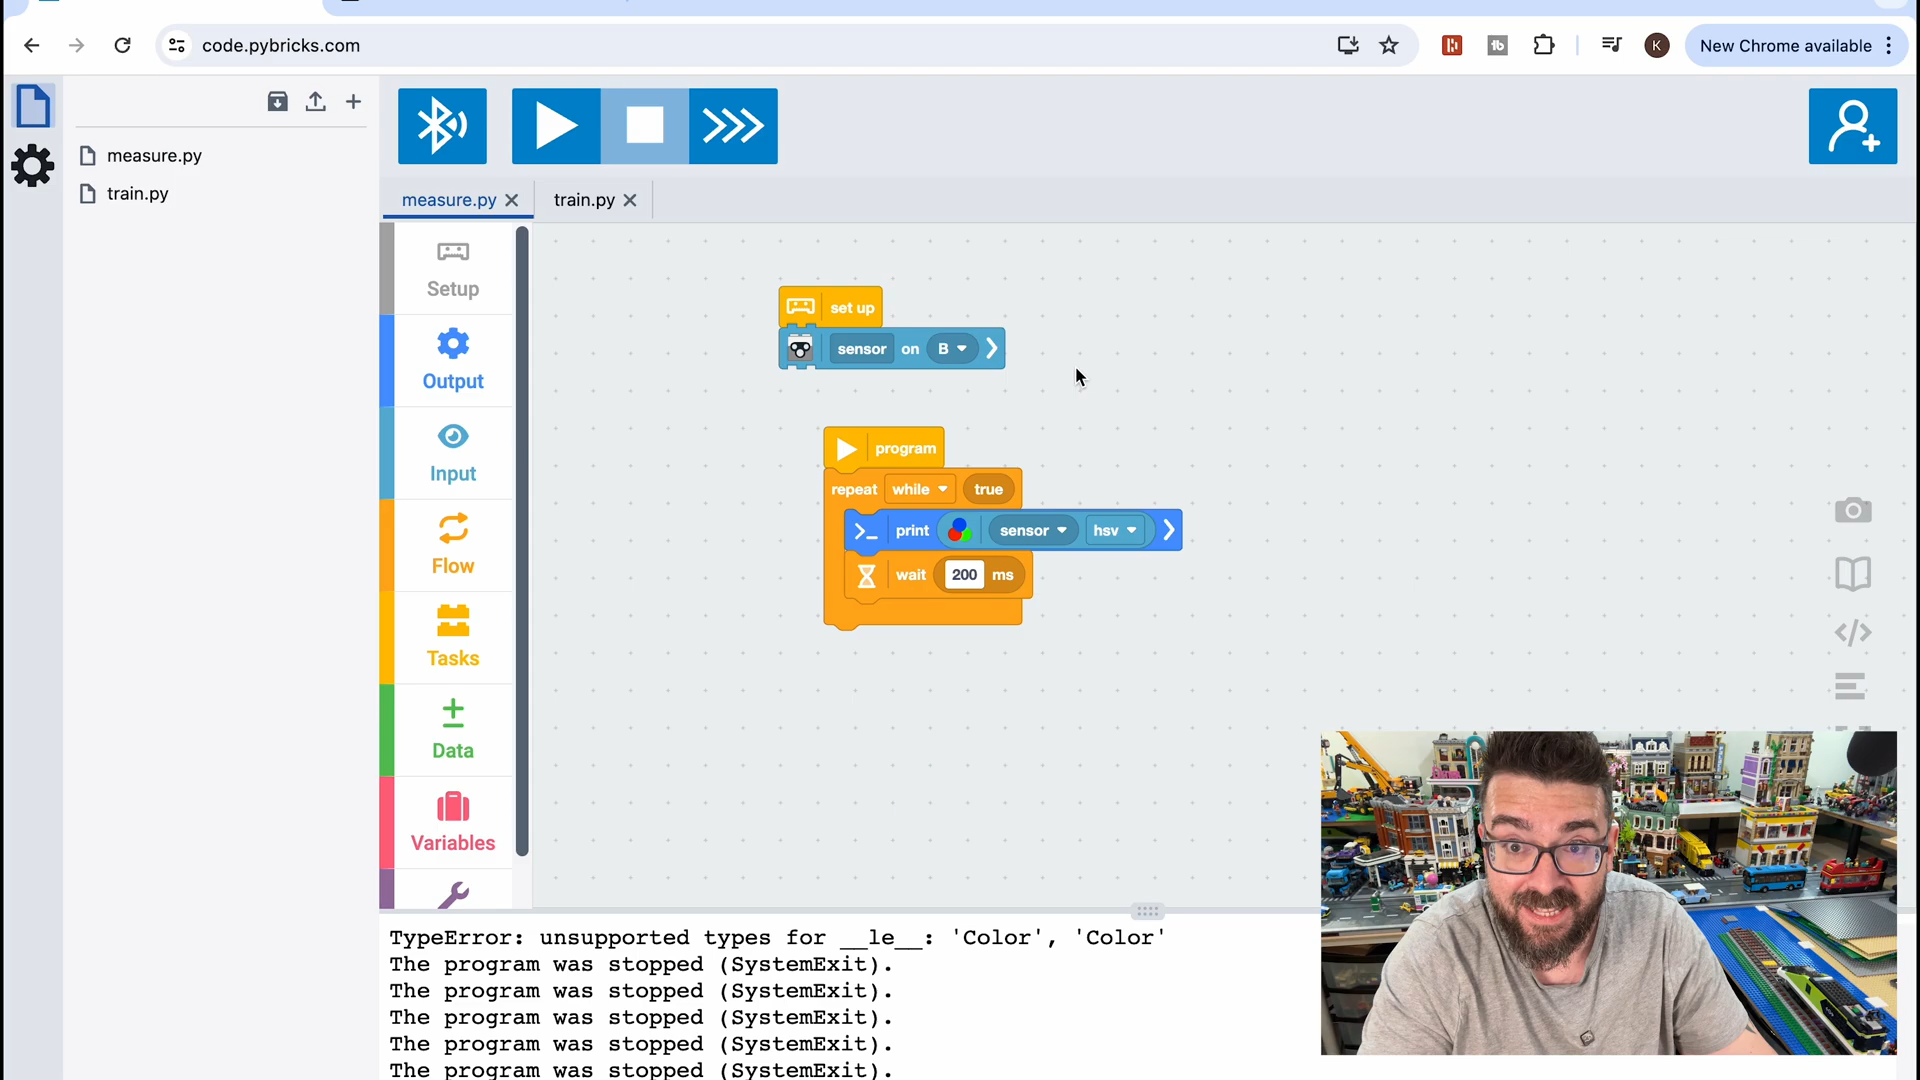 code.pybricks.com
K
New Chrome available
measure.py
train.py
measure.py
train.py
Setup
Output
Input
Flow
Tasks
Data
Variables
set up
sensor on B
program
repeat while true
print sensor hsv
wait 200 ms
TypeError: unsupported types for __le__: 'Color', 'Color'
The program was stopped (SystemExit).
The program was stopped (SystemExit).
The program was stopped (SystemExit).
The program was stopped (SystemExit).
The program was stopped (SystemExit).